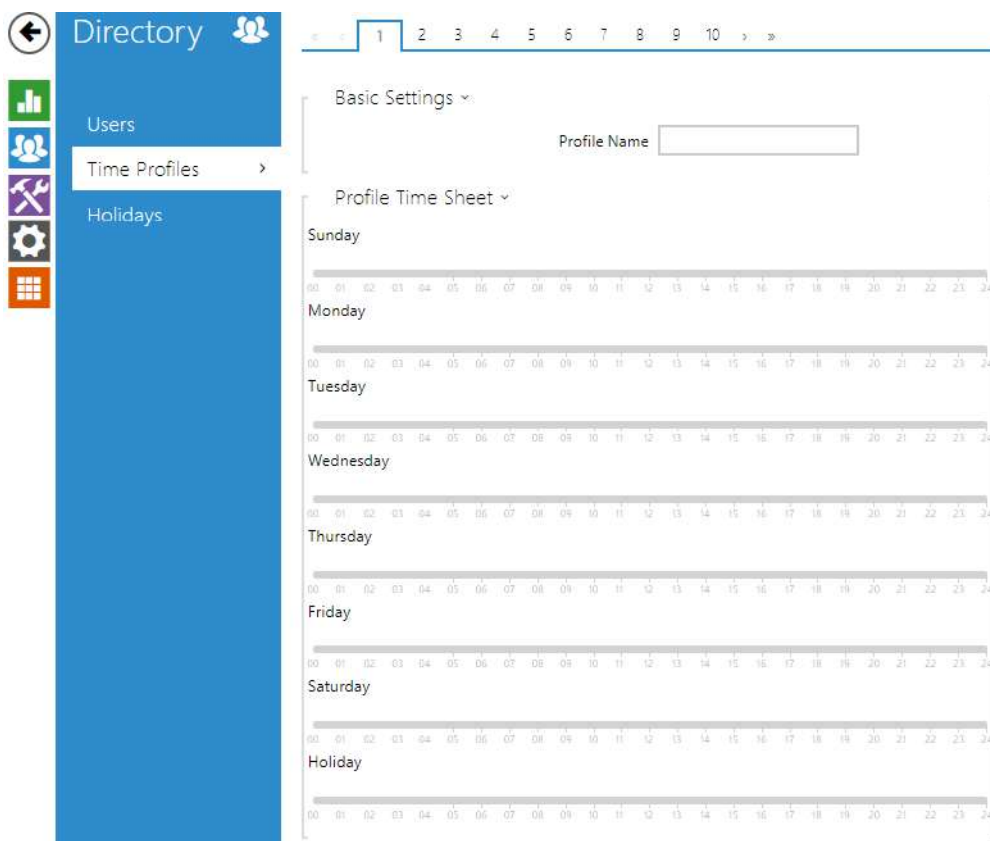 Directory
« ‹ 1 2 3 4 5 6 7 8 9 10 › »
Users
Time Profiles ›
Holidays
Basic Settings
Profile Name
Profile Time Sheet
Sunday
00 01 02 03 04 05 06 07 08 09 10 11 12 13 14 15 16 17 18 19 20 21 22 23 24
Monday
00 01 02 03 04 05 06 07 08 09 10 11 12 13 14 15 16 17 18 19 20 21 22 23 24
Tuesday
00 01 02 03 04 05 06 07 08 09 10 11 12 13 14 15 16 17 18 19 20 21 22 23 24
Wednesday
00 01 02 03 04 05 06 07 08 09 10 11 12 13 14 15 16 17 18 19 20 21 22 23 24
Thursday
00 01 02 03 04 05 06 07 08 09 10 11 12 13 14 15 16 17 18 19 20 21 22 23 24
Friday
00 01 02 03 04 05 06 07 08 09 10 11 12 13 14 15 16 17 18 19 20 21 22 23 24
Saturday
00 01 02 03 04 05 06 07 08 09 10 11 12 13 14 15 16 17 18 19 20 21 22 23 24
Holiday
00 01 02 03 04 05 06 07 08 09 10 11 12 13 14 15 16 17 18 19 20 21 22 23 24